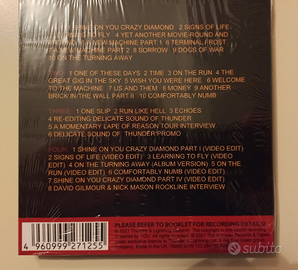 1 SHINE ON YOU CRAZY DIAMOND 2 SIGNS OF LIFE
TO FLY 4 YET ANOTHER MOVIE-ROUND AND
NEW MACHINE PART 1 6 TERMINAL FROST
MACHINE PART 2 8 SORROW 9 DOGS OF WAR
10 ON THE TURNING AWAY
TWO: 1 ONE OF THESE DAYS 2 TIME 3 ON THE RUN 4 THE
GREAT GIG IN THE SKY 5 WISH YOU WERE HERE 6 WELCOME
TO THE MACHINE 7 US AND THEM 8 MONEY 9 ANOTHER
BRICK IN THE WALL PART II 10 COMFORTABLY NUMB
THREE: 1 ONE SLIP 2 RUN LIKE HELL 3 ECHOES
4 RE-EDITING DELICATE SOUND OF THUNDER
5 A MOMENTARY LAPSE OF REASON TOUR INTERVIEW
6 DELICATE SOUND OF THUNDER PROMO
FOUR: 1 SHINE ON YOU CRAZY DIAMOND PART I (VIDEO EDIT)
2 SIGNS OF LIFE (VIDEO EDIT) 3 LEARNING TO FLY (VIDEO EDIT)
4 ON THE TURNING AWAY (ALBUM VERSION) 5 ON THE
RUN (VIDEO EDIT) 6 COMFORTABLY NUMB (VIDEO EDIT)
7 SHINE ON YOU CRAZY DIAMOND PART II (VIDEO EDIT)
8 DAVID GILMOUR & NICK MASON ROCKLINE INTERVIEW
PLEASE REFER TO BOOKLET FOR RECORDING DETAILS
4 960999 271255
subito